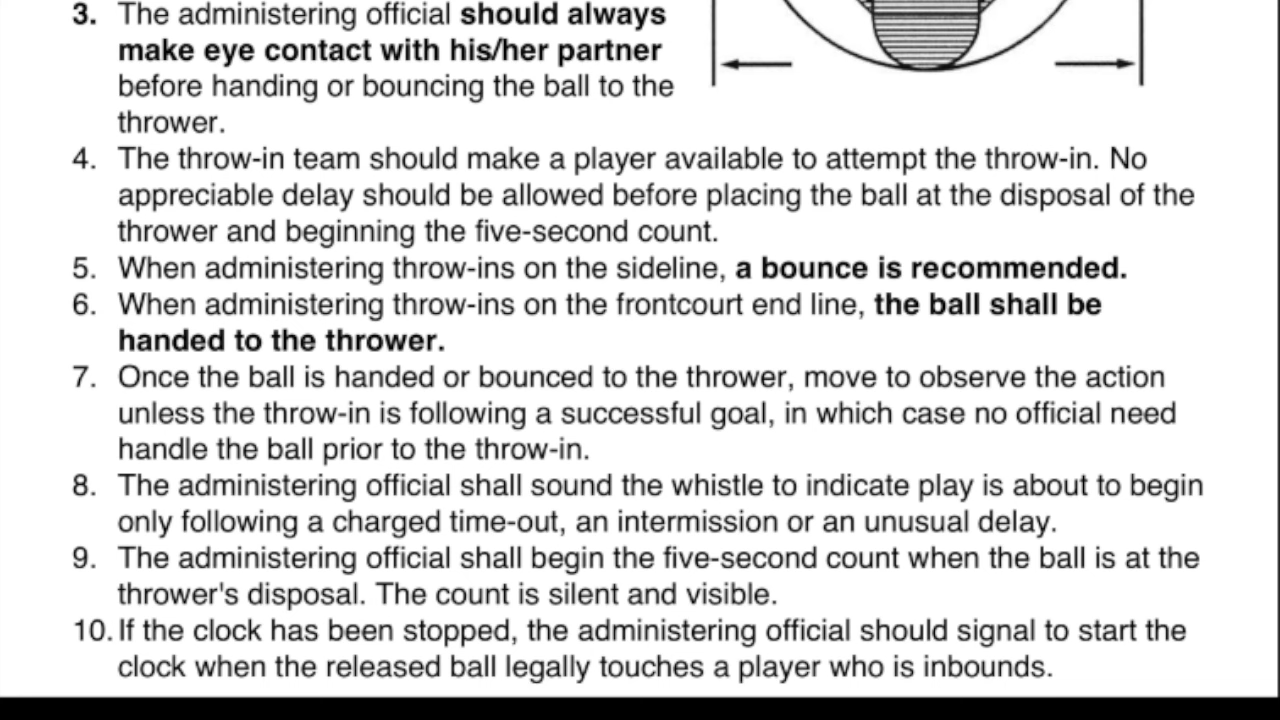 3. The administering official should always
make eye contact with his/her partner
before handing or bouncing the ball to the
thrower.
4. The throw-in team should make a player available to attempt the throw-in. No
appreciable delay should be allowed before placing the ball at the disposal of the
thrower and beginning the five-second count.
5. When administering throw-ins on the sideline, a bounce is recommended.
6. When administering throw-ins on the frontcourt end line, the ball shall be
handed to the thrower.
7. Once the ball is handed or bounced to the thrower, move to observe the action
unless the throw-in is following a successful goal, in which case no official need
handle the ball prior to the throw-in.
8. The administering official shall sound the whistle to indicate play is about to begin
only following a charged time-out, an intermission or an unusual delay.
9. The administering official shall begin the five-second count when the ball is at the
thrower's disposal. The count is silent and visible.
10. If the clock has been stopped, the administering official should signal to start the
clock when the released ball legally touches a player who is inbounds.